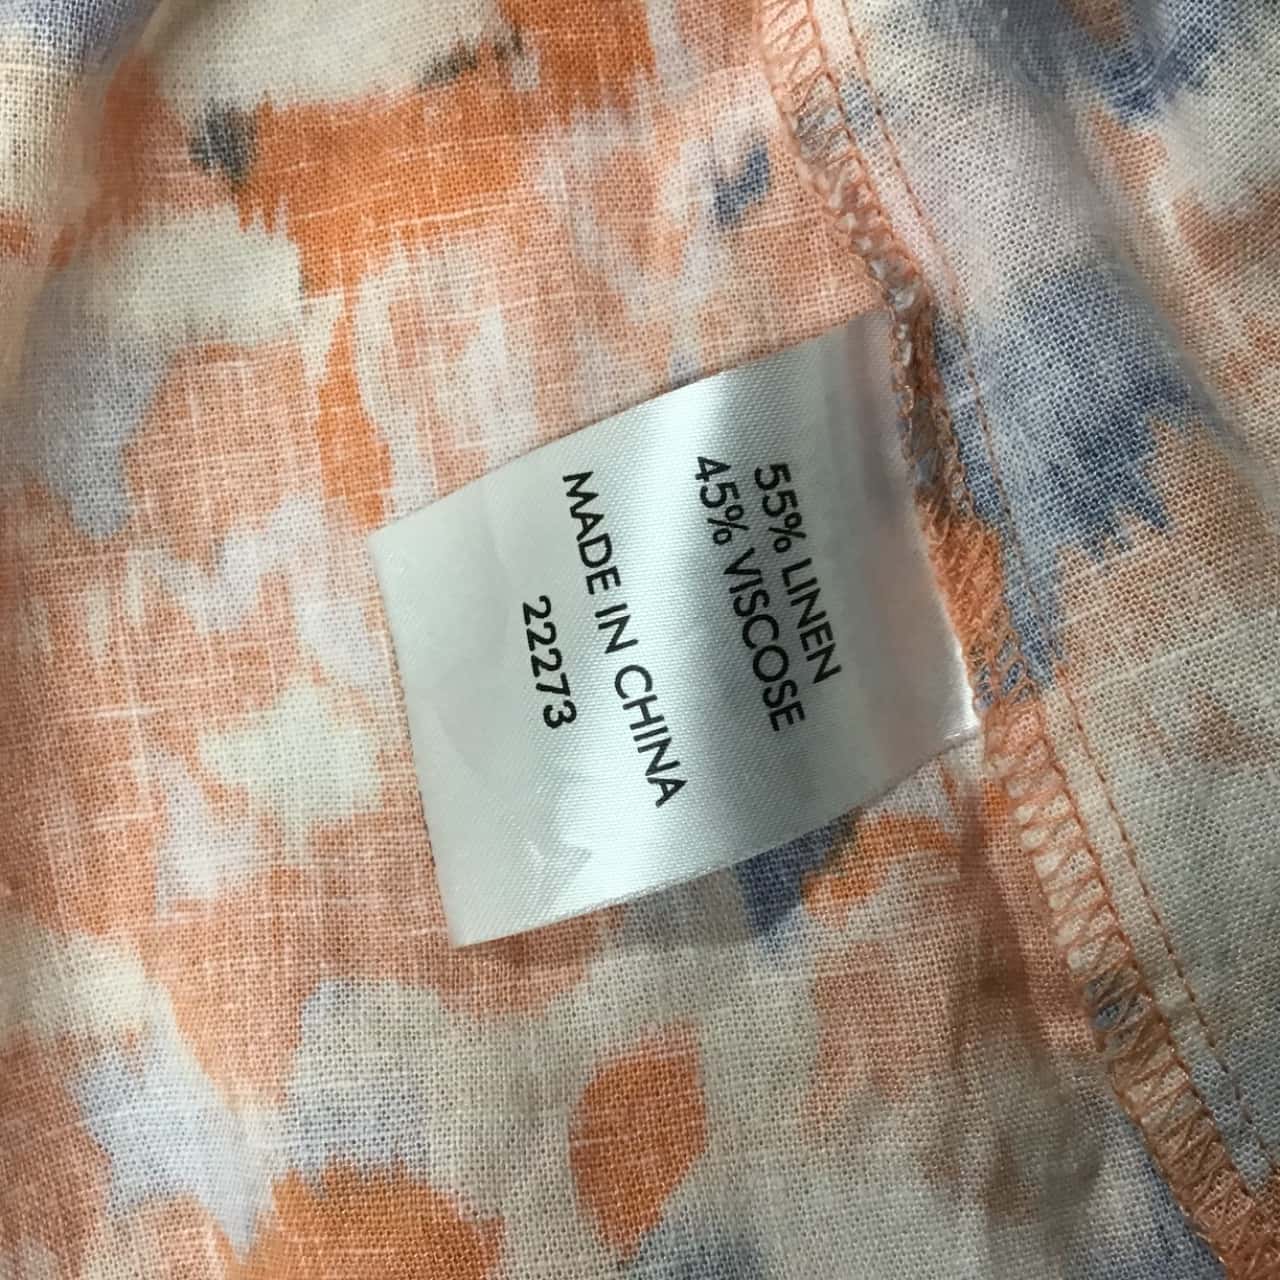 55% LINEN
45% VISCOSE
MADE IN CHINA
22273